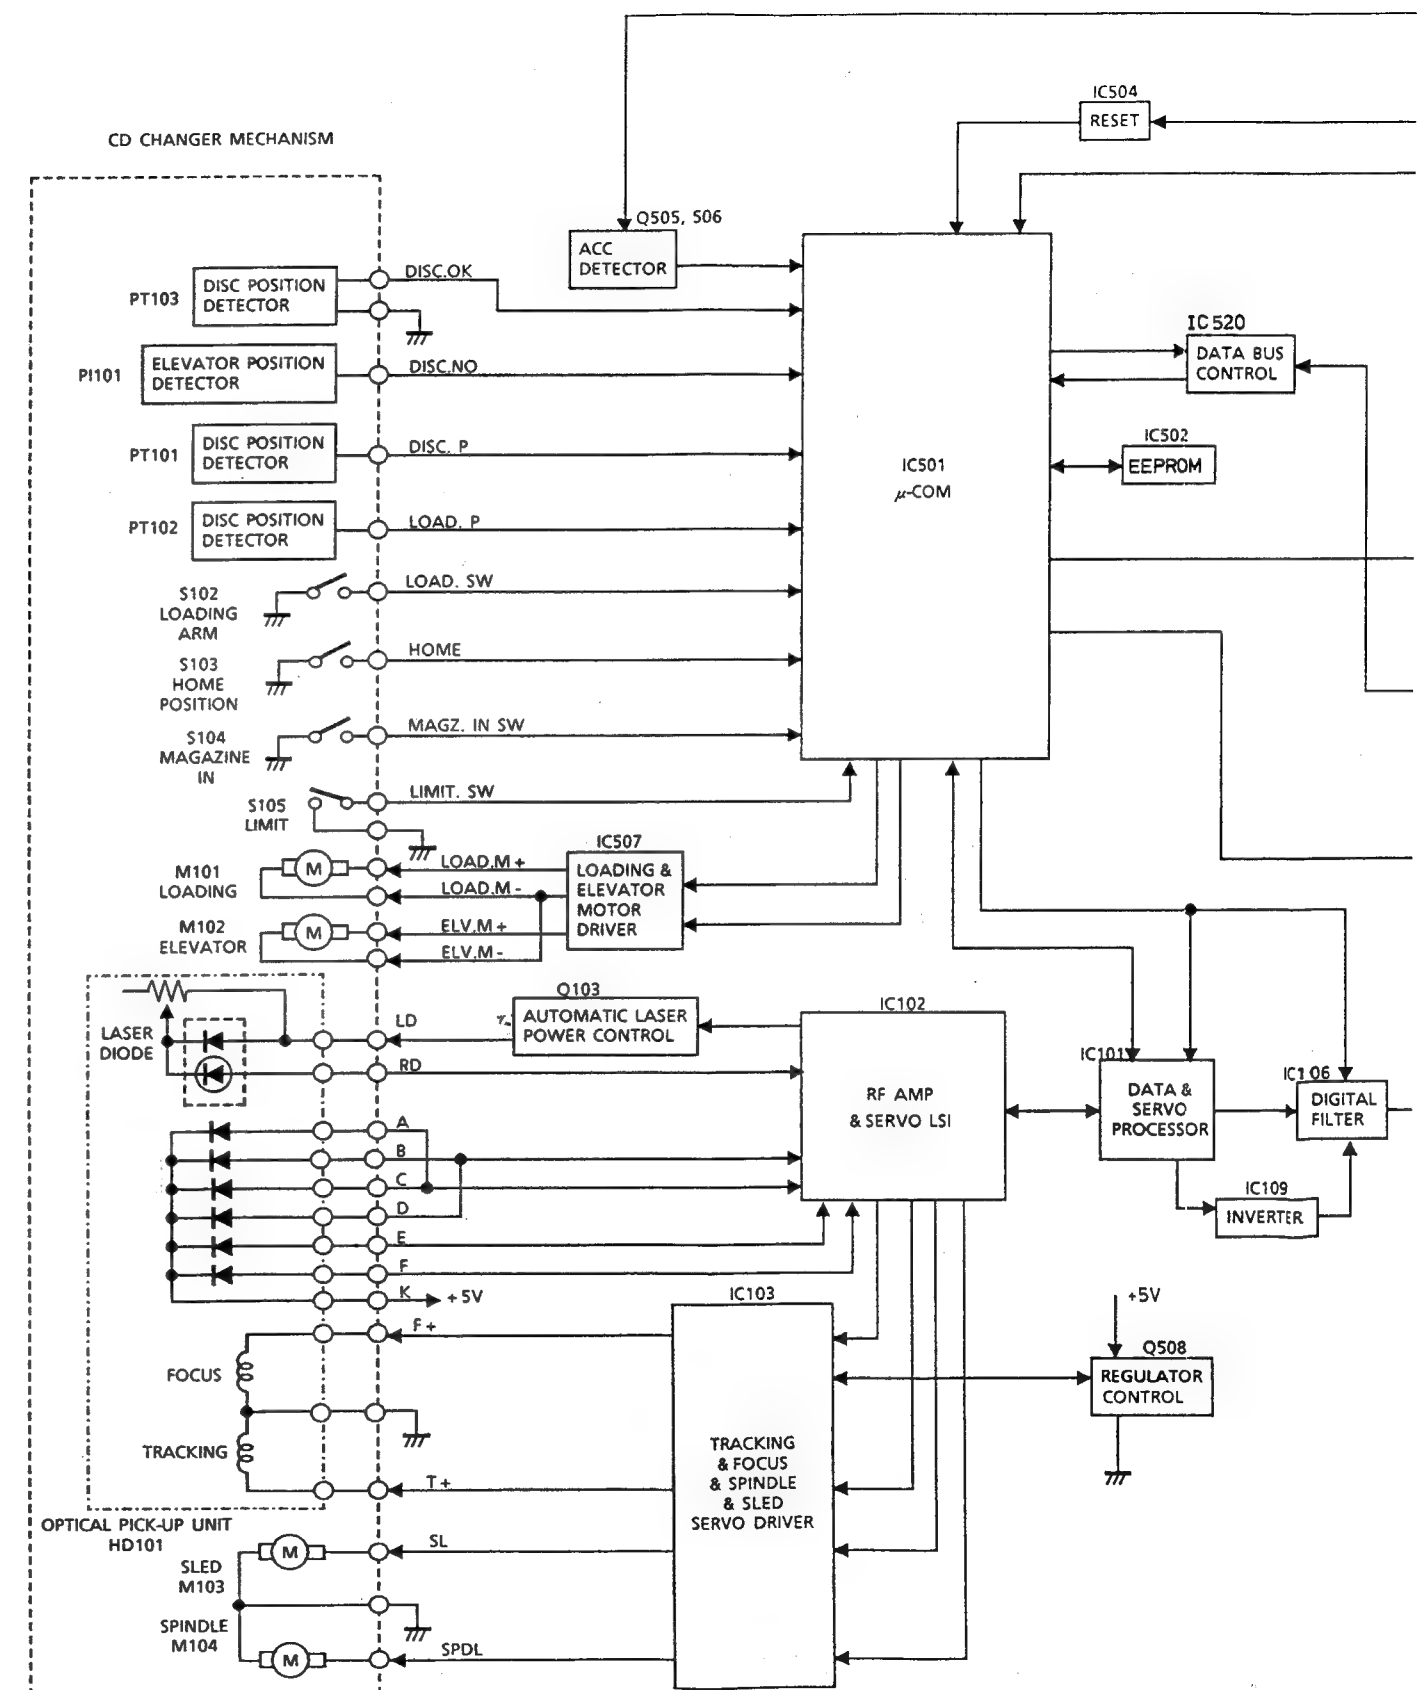 IC504
RESET
CD CHANGER MECHANISM
Q505, 506
ACC
DETECTOR
DISC.OK
PT103
DISC POSITION
DETECTOR
IC520
DATA BUS
CONTROL
PI101
ELEVATOR POSITION
DETECTOR
DISC.NO
IC502
EEPROM
PT101
DISC POSITION
DETECTOR
DISC. P
IC501
μ-COM
PT102
DISC POSITION
DETECTOR
LOAD. P
S102
LOADING
ARM
LOAD. SW
S103
HOME
POSITION
HOME
S104
MAGAZINE
IN
MAGZ. IN SW
S105
LIMIT
LIMIT. SW
IC507
LOADING &
ELEVATOR
MOTOR
DRIVER
M101
LOADING
M
LOAD.M+
LOAD.M-
M102
ELEVATOR
M
ELV.M+
ELV.M-
Q103
AUTOMATIC LASER
POWER CONTROL
IC102
RF AMP
& SERVO LSI
LASER
DIODE
LD
RD
IC101
DATA &
SERVO
PROCESSOR
IC106
DIGITAL
FILTER
IC109
INVERTER
A
B
C
D
E
F
K
+5V
IC103
TRACKING
& FOCUS
& SPINDLE
& SLED
SERVO DRIVER
+5V
Q508
REGULATOR
CONTROL
F+
FOCUS
TRACKING
T+
OPTICAL PICK-UP UNIT
HD101
SLED
M103
M
SL
SPINDLE
M104
M
SPDL